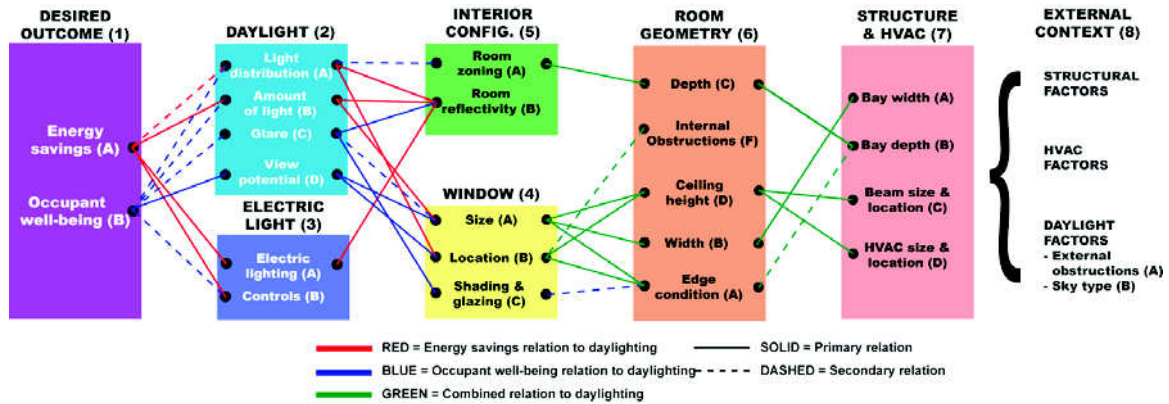 DESIRED
OUTCOME (1)
Energy
savings (A)
Occupant
well-being (B)
DAYLIGHT (2)
Light
distribution (A)
Amount
of light (B)
Glare (C)
View
potential (D)
ELECTRIC
LIGHT (3)
Electric
lighting (A)
Controls (B)
INTERIOR
CONFIG. (5)
Room
zoning (A)
Room
reflectivity (B)
WINDOW (4)
Size (A)
Location (B)
Shading &
glazing (C)
ROOM
GEOMETRY (6)
Depth (C)
Internal
Obstructions (F)
Ceiling
height (D)
Width (B)
Edge
condition (A)
STRUCTURE
& HVAC (7)
Bay width (A)
Bay depth (B)
Beam size &
location (C)
HVAC size &
location (D)
EXTERNAL
CONTEXT (8)
STRUCTURAL
FACTORS
HVAC
FACTORS
DAYLIGHT
FACTORS
- External
obstructions (A)
- Sky type (B)
RED = Energy savings relation to daylighting
BLUE = Occupant well-being relation to daylighting
GREEN = Combined relation to daylighting
SOLID = Primary relation
DASHED = Secondary relation